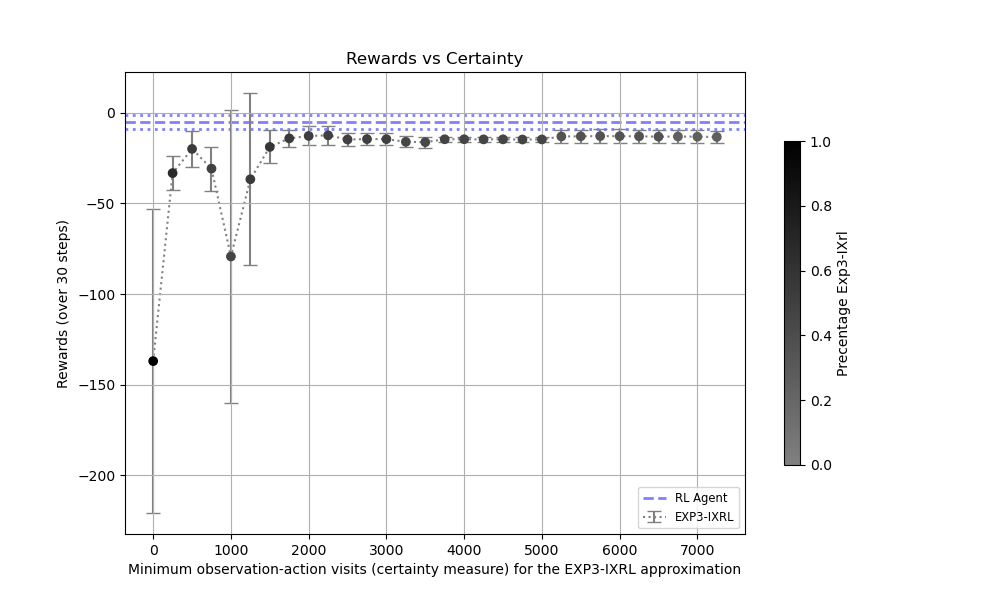 Rewards vs Certainty
Rewards (over 30 steps)
0
−50
−100
−150
−200
0 1000 2000 3000 4000 5000 6000 7000
Minimum observation-action visits (certainty measure) for the EXP3-IXRL approximation
RL Agent
EXP3-IXRL
1.0
0.8
0.6
0.4
0.2
0.0
Precentage Exp3-IXrl